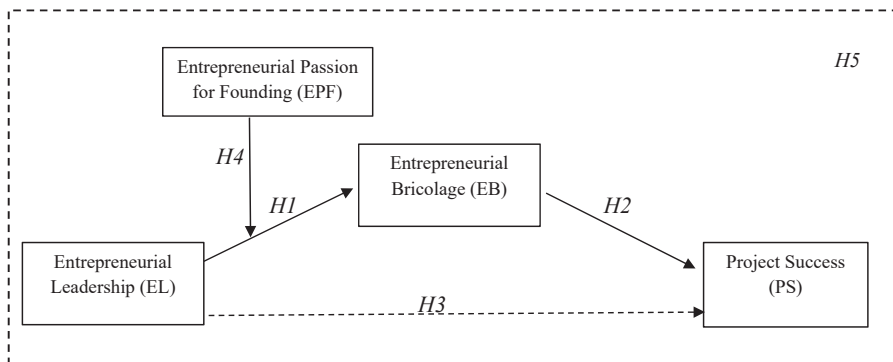 Entrepreneurial Passion
for Founding (EPF)
H5
H4
Entrepreneurial
Bricolage (EB)
H1
H2
Entrepreneurial
Leadership (EL)
Project Success
(PS)
H3